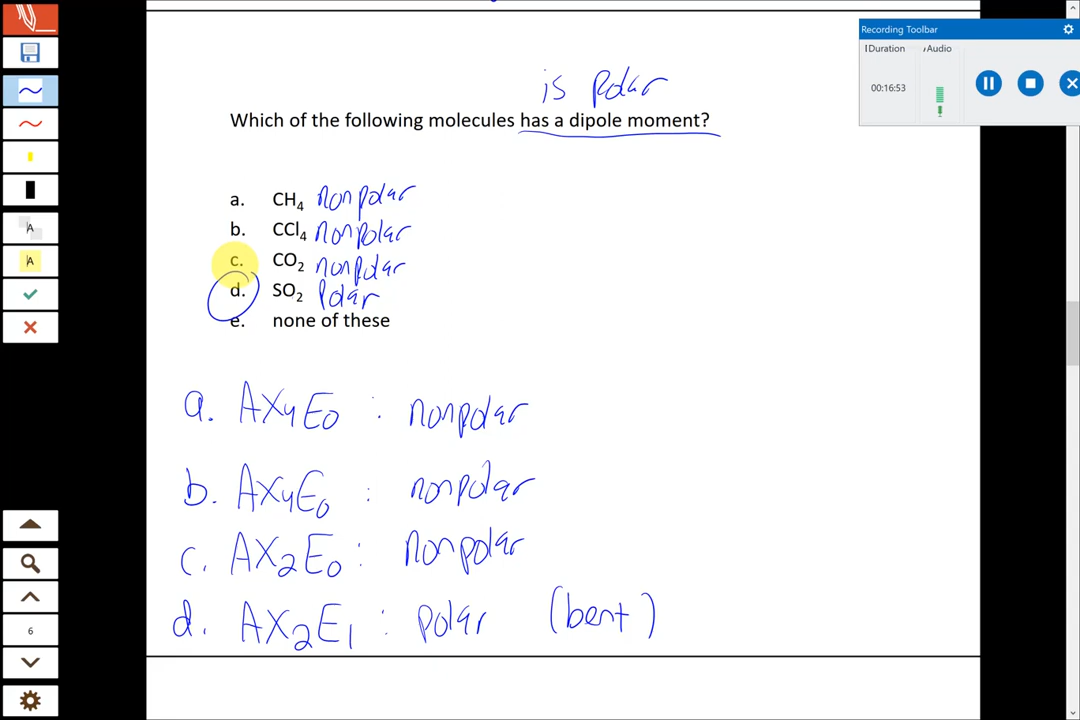 Recording Toolbar
Duration
Audio
00:16:53
is polar
Which of the following molecules has a dipole moment?
a. CH4 nonpolar
b. CCl4 nonpolar
c. CO2 nonpolar
d. SO2 polar
e. none of these
a. AX4E0 : nonpolar
b. AX4E0 : nonpolar
c. AX2E0 : nonpolar
d. AX2E1 : polar (bent)
A
A
6